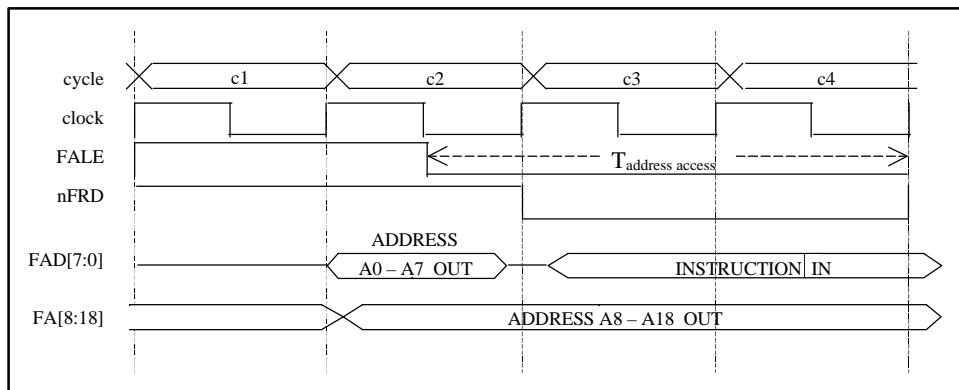 cycle c1 c2 c3 c4
clock
FALE T address access
nFRD
ADDRESS
FAD[7:0] A0 – A7 OUT INSTRUCTION IN
FA[8:18] ADDRESS A8 – A18 OUT